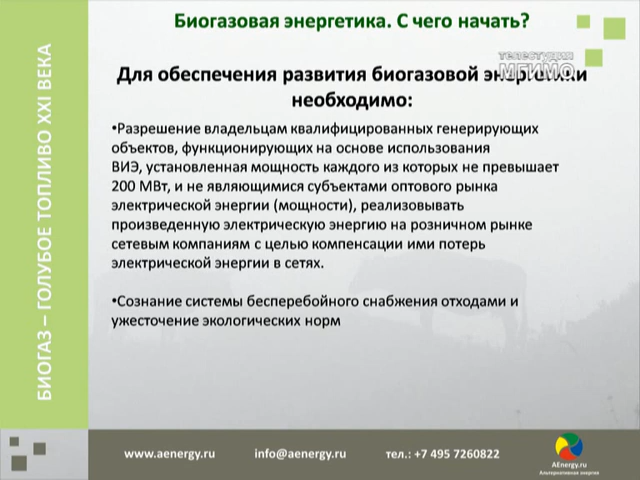 Биогазовая энергетика. С чего начать?
телестудия
МГИМО
Для обеспечения развития биогазовой энергетики
необходимо:
•Разрешение владельцам квалифицированных генерирующих
объектов, функционирующих на основе использования
ВИЭ, установленная мощность каждого из которых не превышает
200 МВт, и не являющимися субъектами оптового рынка
электрической энергии (мощности), реализовывать
произведенную электрическую энергию на розничном рынке
сетевым компаниям с целью компенсации ими потерь
электрической энергии в сетях.
•Сознание системы бесперебойного снабжения отходами и
ужесточение экологических норм
БИОГАЗ – ГОЛУБОЕ ТОПЛИВО XXI ВЕКА
www.aenergy.ru info@aenergy.ru тел.: +7 495 7260822
AEnergy.ru
Альтернативная энергия